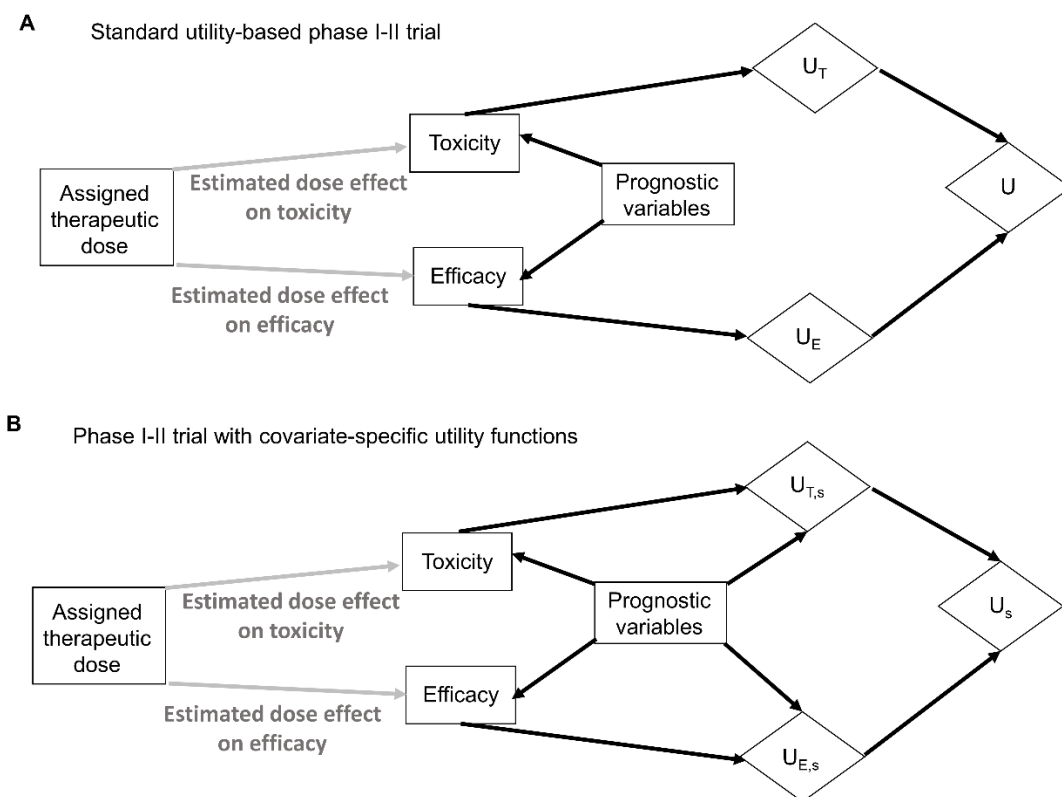 A
Standard utility-based phase I-II trial
U_T
Toxicity
Assigned
therapeutic
dose
Estimated dose effect
on toxicity
Prognostic
variables
U
Efficacy
Estimated dose effect
on efficacy
U_E
B
Phase I-II trial with covariate-specific utility functions
U_T,s
Toxicity
Assigned
therapeutic
dose
Estimated dose effect
on toxicity
Prognostic
variables
U_s
Efficacy
Estimated dose effect
on efficacy
U_E,s